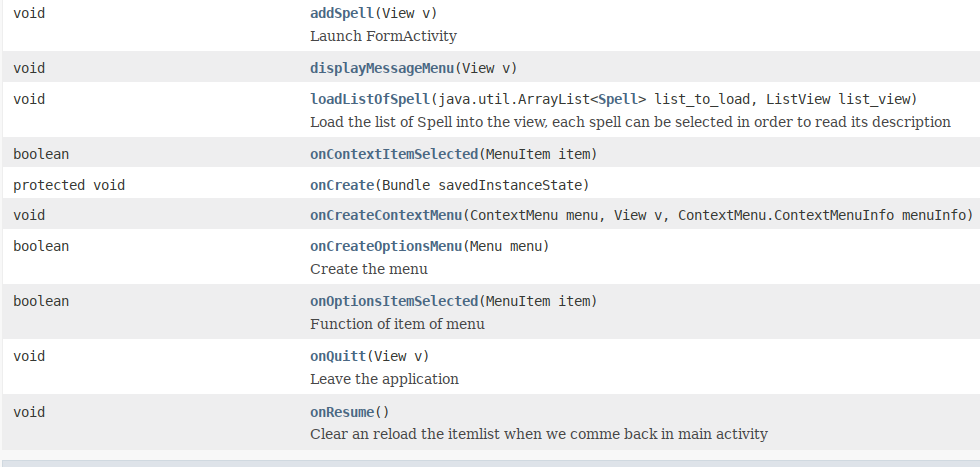 void addSpell(View v)
Launch FormActivity
void displayMessageMenu(View v)
void loadListOfSpell(java.util.ArrayList<Spell> list_to_load, ListView list_view)
Load the list of Spell into the view, each spell can be selected in order to read its description
boolean onContextItemSelected(MenuItem item)
protected void onCreate(Bundle savedInstanceState)
void onCreateContextMenu(ContextMenu menu, View v, ContextMenu.ContextMenuInfo menuInfo)
boolean onCreateOptionsMenu(Menu menu)
Create the menu
boolean onOptionsItemSelected(MenuItem item)
Function of item of menu
void onQuitt(View v)
Leave the application
void onResume()
Clear an reload the itemlist when we comme back in main activity